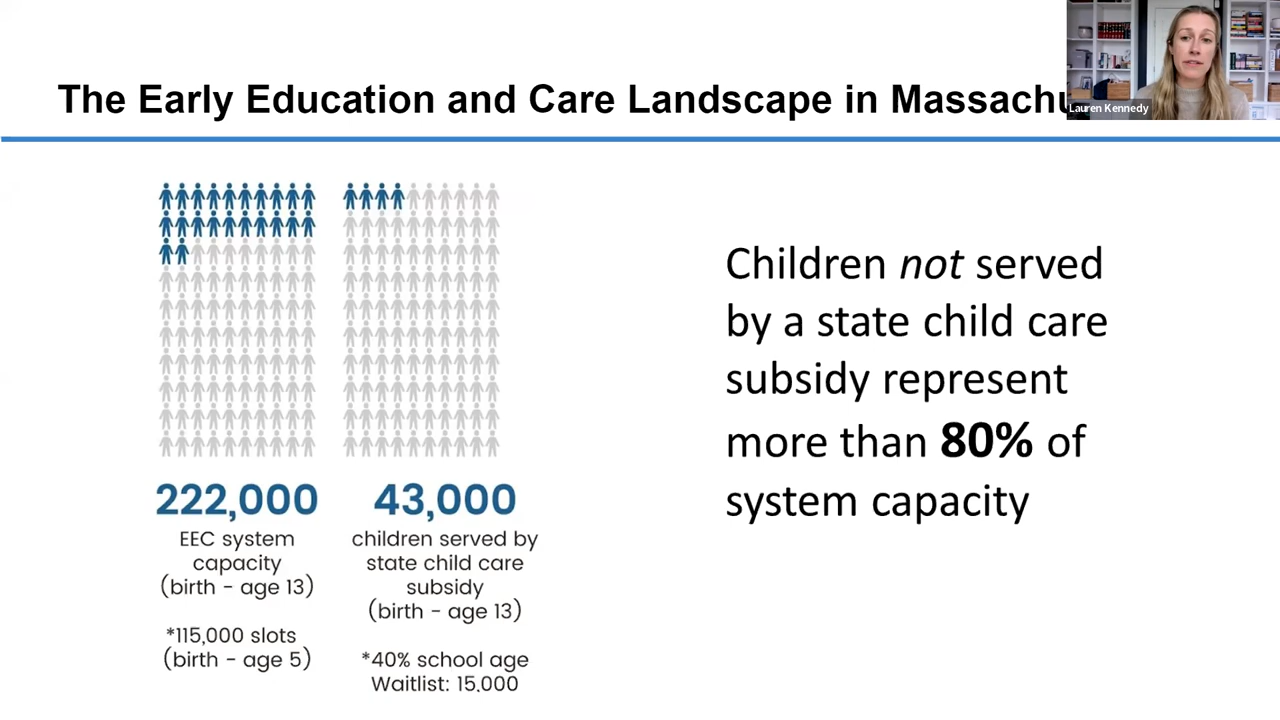 The Early Education and Care Landscape in Massachu
Lauren Kennedy
222,000
EEC system
capacity
(birth - age 13)
*115,000 slots
(birth - age 5)
43,000
children served by
state child care
subsidy
(birth - age 13)
*40% school age
Waitlist: 15,000
Children not served
by a state child care
subsidy represent
more than 80% of
system capacity